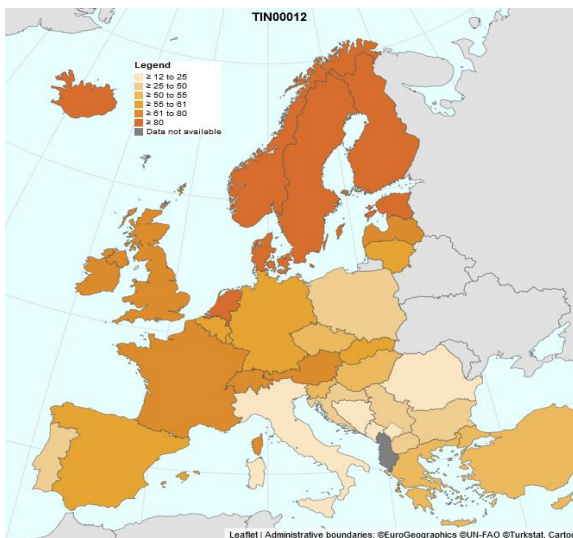 TIN00012
Legend
≥ 12 to 25
≥ 25 to 50
≥ 50 to 55
≥ 55 to 61
≥ 61 to 80
≥ 80
Data not available
Leaflet | Administrative boundaries: ©EuroGeographics ©UN-FAO ©Turkstat, Cartog